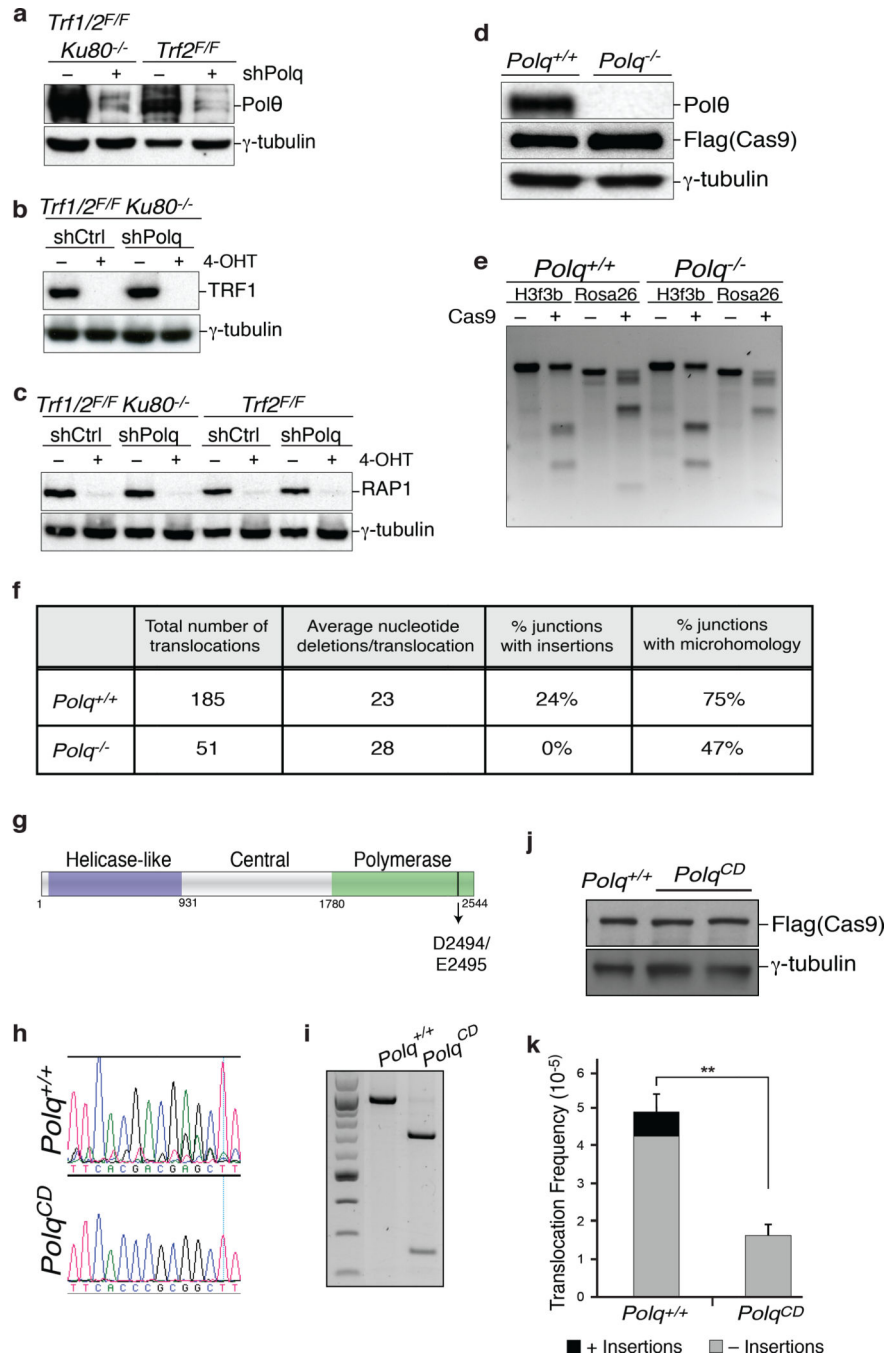 a
Trf1/2F/F
Ku80-/- Trf2F/F
– + – + shPolq
Polθ
γ-tubulin
b
Trf1/2F/F Ku80-/-
shCtrl shPolq
– + – + 4-OHT
TRF1
γ-tubulin
c
Trf1/2F/F Ku80-/- Trf2F/F
shCtrl shPolq shCtrl shPolq
– + – + – + – + 4-OHT
RAP1
γ-tubulin
d
Polq+/+ Polq-/-
Polθ
Flag(Cas9)
γ-tubulin
e
Polq+/+ Polq-/-
H3f3b Rosa26 H3f3b Rosa26
Cas9 – + – + – + – +
f
Total number of translocations
Average nucleotide deletions/translocation
% junctions with insertions
% junctions with microhomology
Polq+/+ 185 23 24% 75%
Polq-/- 51 28 0% 47%
g
Helicase-like Central Polymerase
1 931 1780 2544
D2494/
E2495
h
Polq+/+
T T C A C G A C G A G C T T
PolqCD
T T C A C C C G C G G C T T
i
Polq+/+ PolqCD
j
Polq+/+ PolqCD
Flag(Cas9)
γ-tubulin
k
Translocation Frequency (10-5)
6
5
4
3
2
1
0
**
Polq+/+ PolqCD
+ Insertions – Insertions